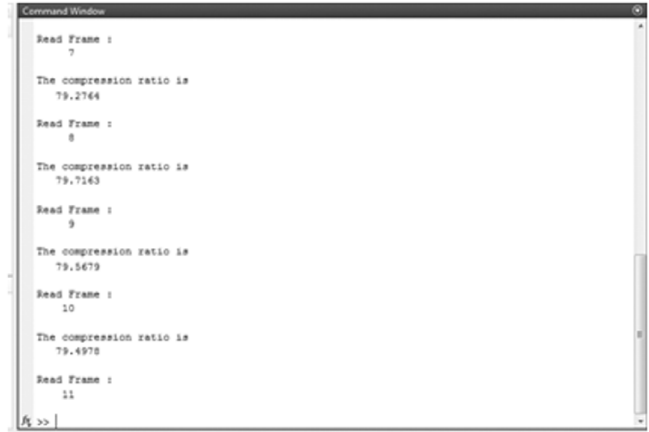 Command Window
Read Frame :
7
The compression ratio is
79.2764
Read Frame :
8
The compression ratio is
79.7163
Read Frame :
9
The compression ratio is
79.5679
Read Frame :
10
The compression ratio is
79.4978
Read Frame :
11
fx >>